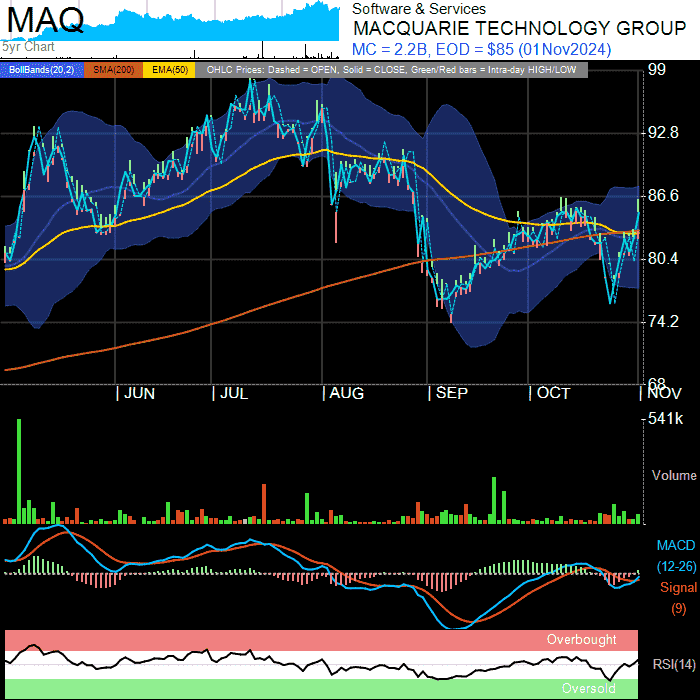 MAQ
5yr Chart
Software & Services
MACQUARIE TECHNOLOGY GROUP
MC = 2.2B, EOD = $85 (01Nov2024)
BollBands(20,2) SMA(200) EMA(50) OHLC Prices: Dashed = OPEN, Solid = CLOSE, Green/Red bars = Intra-day HIGH/LOW
99
92.8
86.6
80.4
74.2
68
JUN JUL AUG SEP OCT NOV
541k
Volume
MACD
(12-26)
Signal
(9)
Overbought
RSI(14)
Oversold